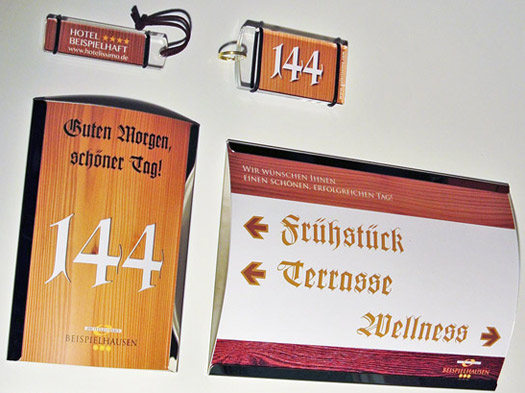 HOTEL
BEISPIELHAFT
www.hotelissimo.de
144
Guten Morgen,
schöner Tag!
144
BEISPIELHAUSEN
WIR WÜNSCHEN IHNEN
EINEN SCHÖNEN, ERFOLGREICHEN TAG!
Frühstück
Terrasse
Wellness
BEISPIELHAUSEN